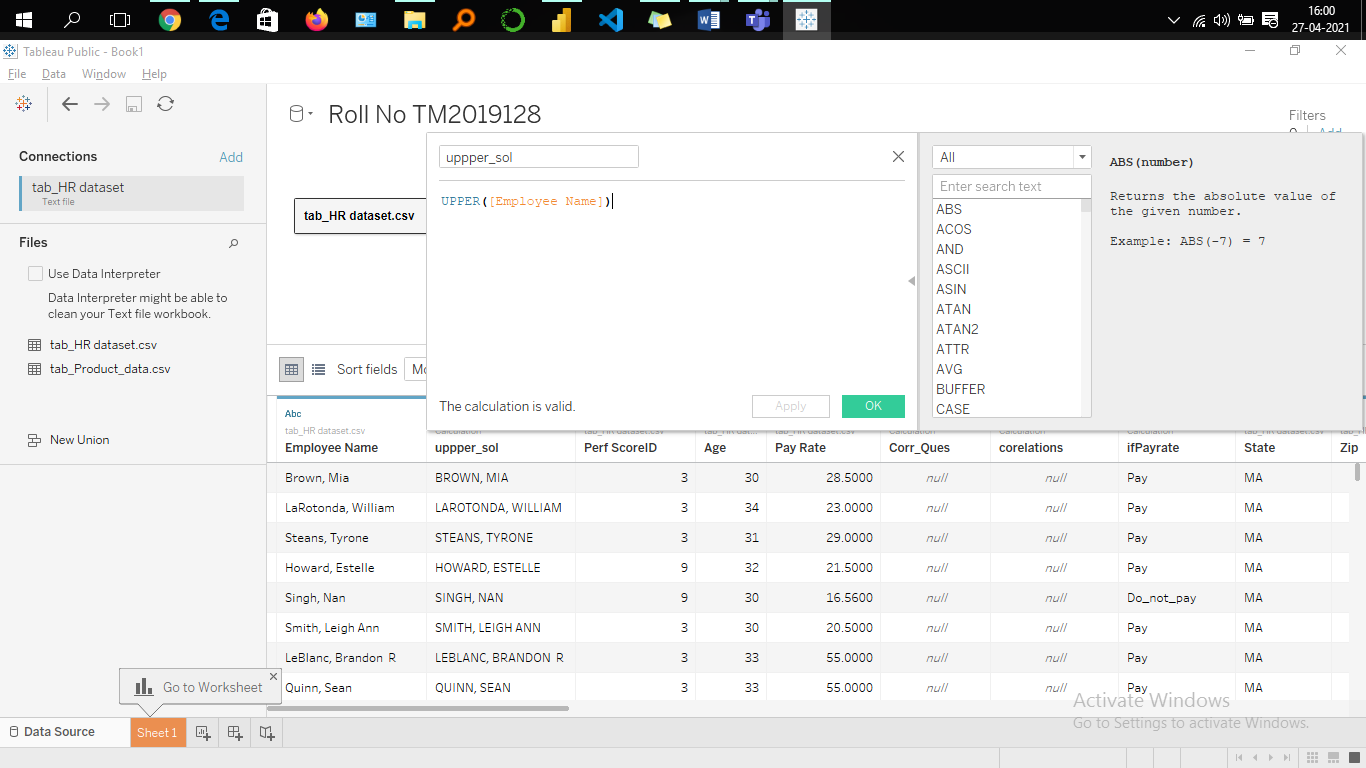 16:00
27-04-2021
Tableau Public - Book1
File Data Window Help
Connections Add
tab_HR dataset
Text file
Files
Use Data Interpreter
Data Interpreter might be able to
clean your Text file workbook.
tab_HR dataset.csv
tab_Product_data.csv
New Union
Roll No TM2019128
Filters
Add
tab_HR dataset.csv
Sort fields
uppper_sol
UPPER([Employee Name])
The calculation is valid.
Apply OK
All
Enter search text
ABS
ACOS
AND
ASCII
ASIN
ATAN
ATAN2
ATTR
AVG
BUFFER
CASE
ABS(number)
Returns the absolute value of
the given number.
Example: ABS(-7) = 7
Abc
tab_HR dataset.csv Calculation tab_HR dataset.csv tab_HR dat... tab_HR dataset.csv Calculation Calculation Calculation tab_HR dataset.csv
Employee Name uppper_sol Perf ScoreID Age Pay Rate Corr_Ques corelations ifPayrate State Zip
Brown, Mia BROWN, MIA 3 30 28.5000 null null Pay MA
LaRotonda, William LAROTONDA, WILLIAM 3 34 23.0000 null null Pay MA
Steans, Tyrone STEANS, TYRONE 3 31 29.0000 null null Pay MA
Howard, Estelle HOWARD, ESTELLE 9 32 21.5000 null null Pay MA
Singh, Nan SINGH, NAN 9 30 16.5600 null null Do_not_pay MA
Smith, Leigh Ann SMITH, LEIGH ANN 3 30 20.5000 null null Pay MA
LeBlanc, Brandon R LEBLANC, BRANDON R 3 33 55.0000 null null Pay MA
Quinn, Sean QUINN, SEAN 3 33 55.0000 null null Pay MA
Go to Worksheet
Activate Windows
Go to Settings to activate Windows.
Data Source Sheet 1